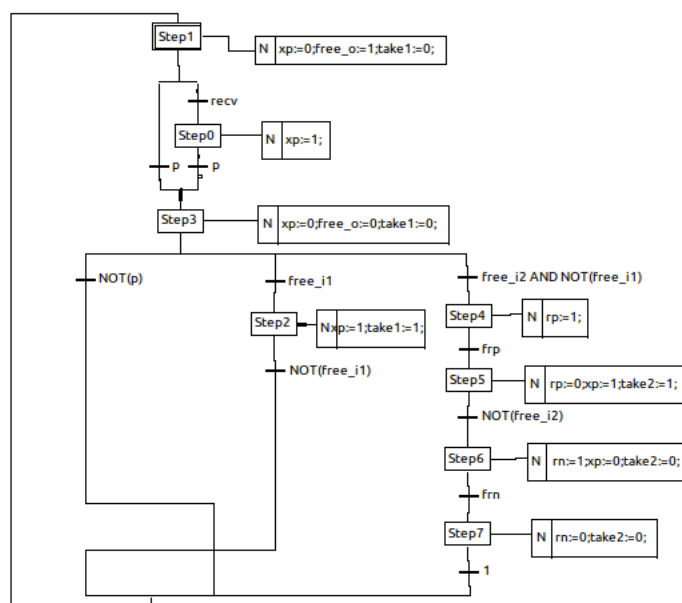 Step1
N xp:=0;free_o:=1;take1:=0;
recv
Step0
N xp:=1;
p
p
Step3
N xp:=0;free_o:=0;take1:=0;
NOT(p)
free_i1
free_i2 AND NOT(free_i1)
Step2
N xp:=1;take1:=1;
Step4
N rp:=1;
frp
NOT(free_i1)
Step5
N rp:=0;xp:=1;take2:=1;
NOT(free_i2)
Step6
N rn:=1;xp:=0;take2:=0;
frn
Step7
N rn:=0;take2:=0;
1